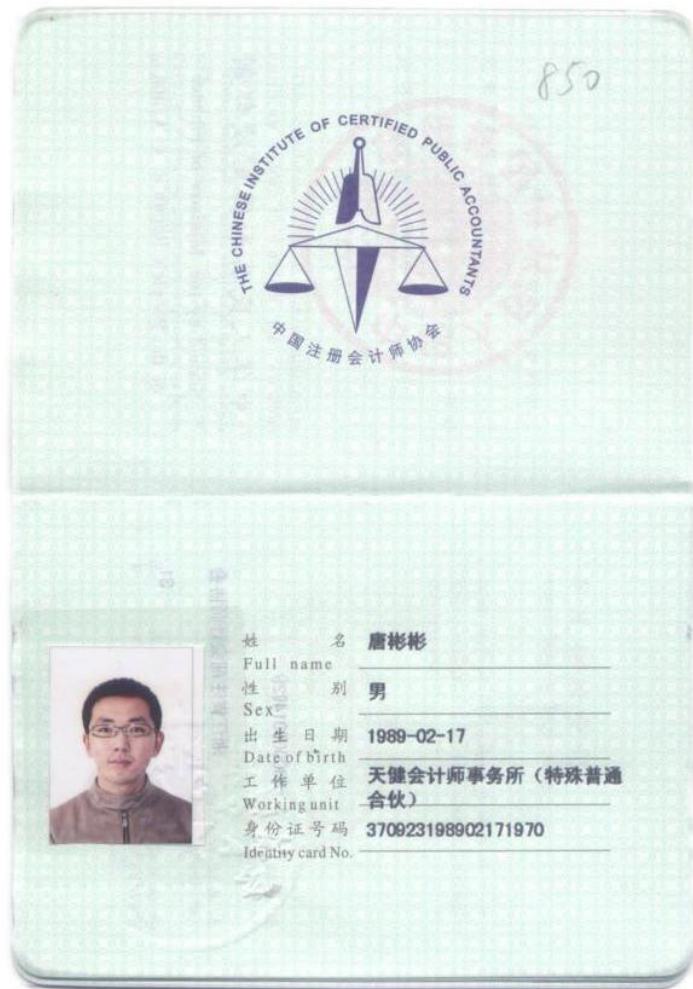 850
THE CHINESE INSTITUTE OF CERTIFIED PUBLIC ACCOUNTANTS
中国注册会计师协会
姓 名 唐彬彬
Full name
性 别 男
Sex
出生日期 1989-02-17
Date of birth
工作单位 天健会计师事务所（特殊普通
Working unit 合伙）
身份证号码 370923198902171970
Identity card No.